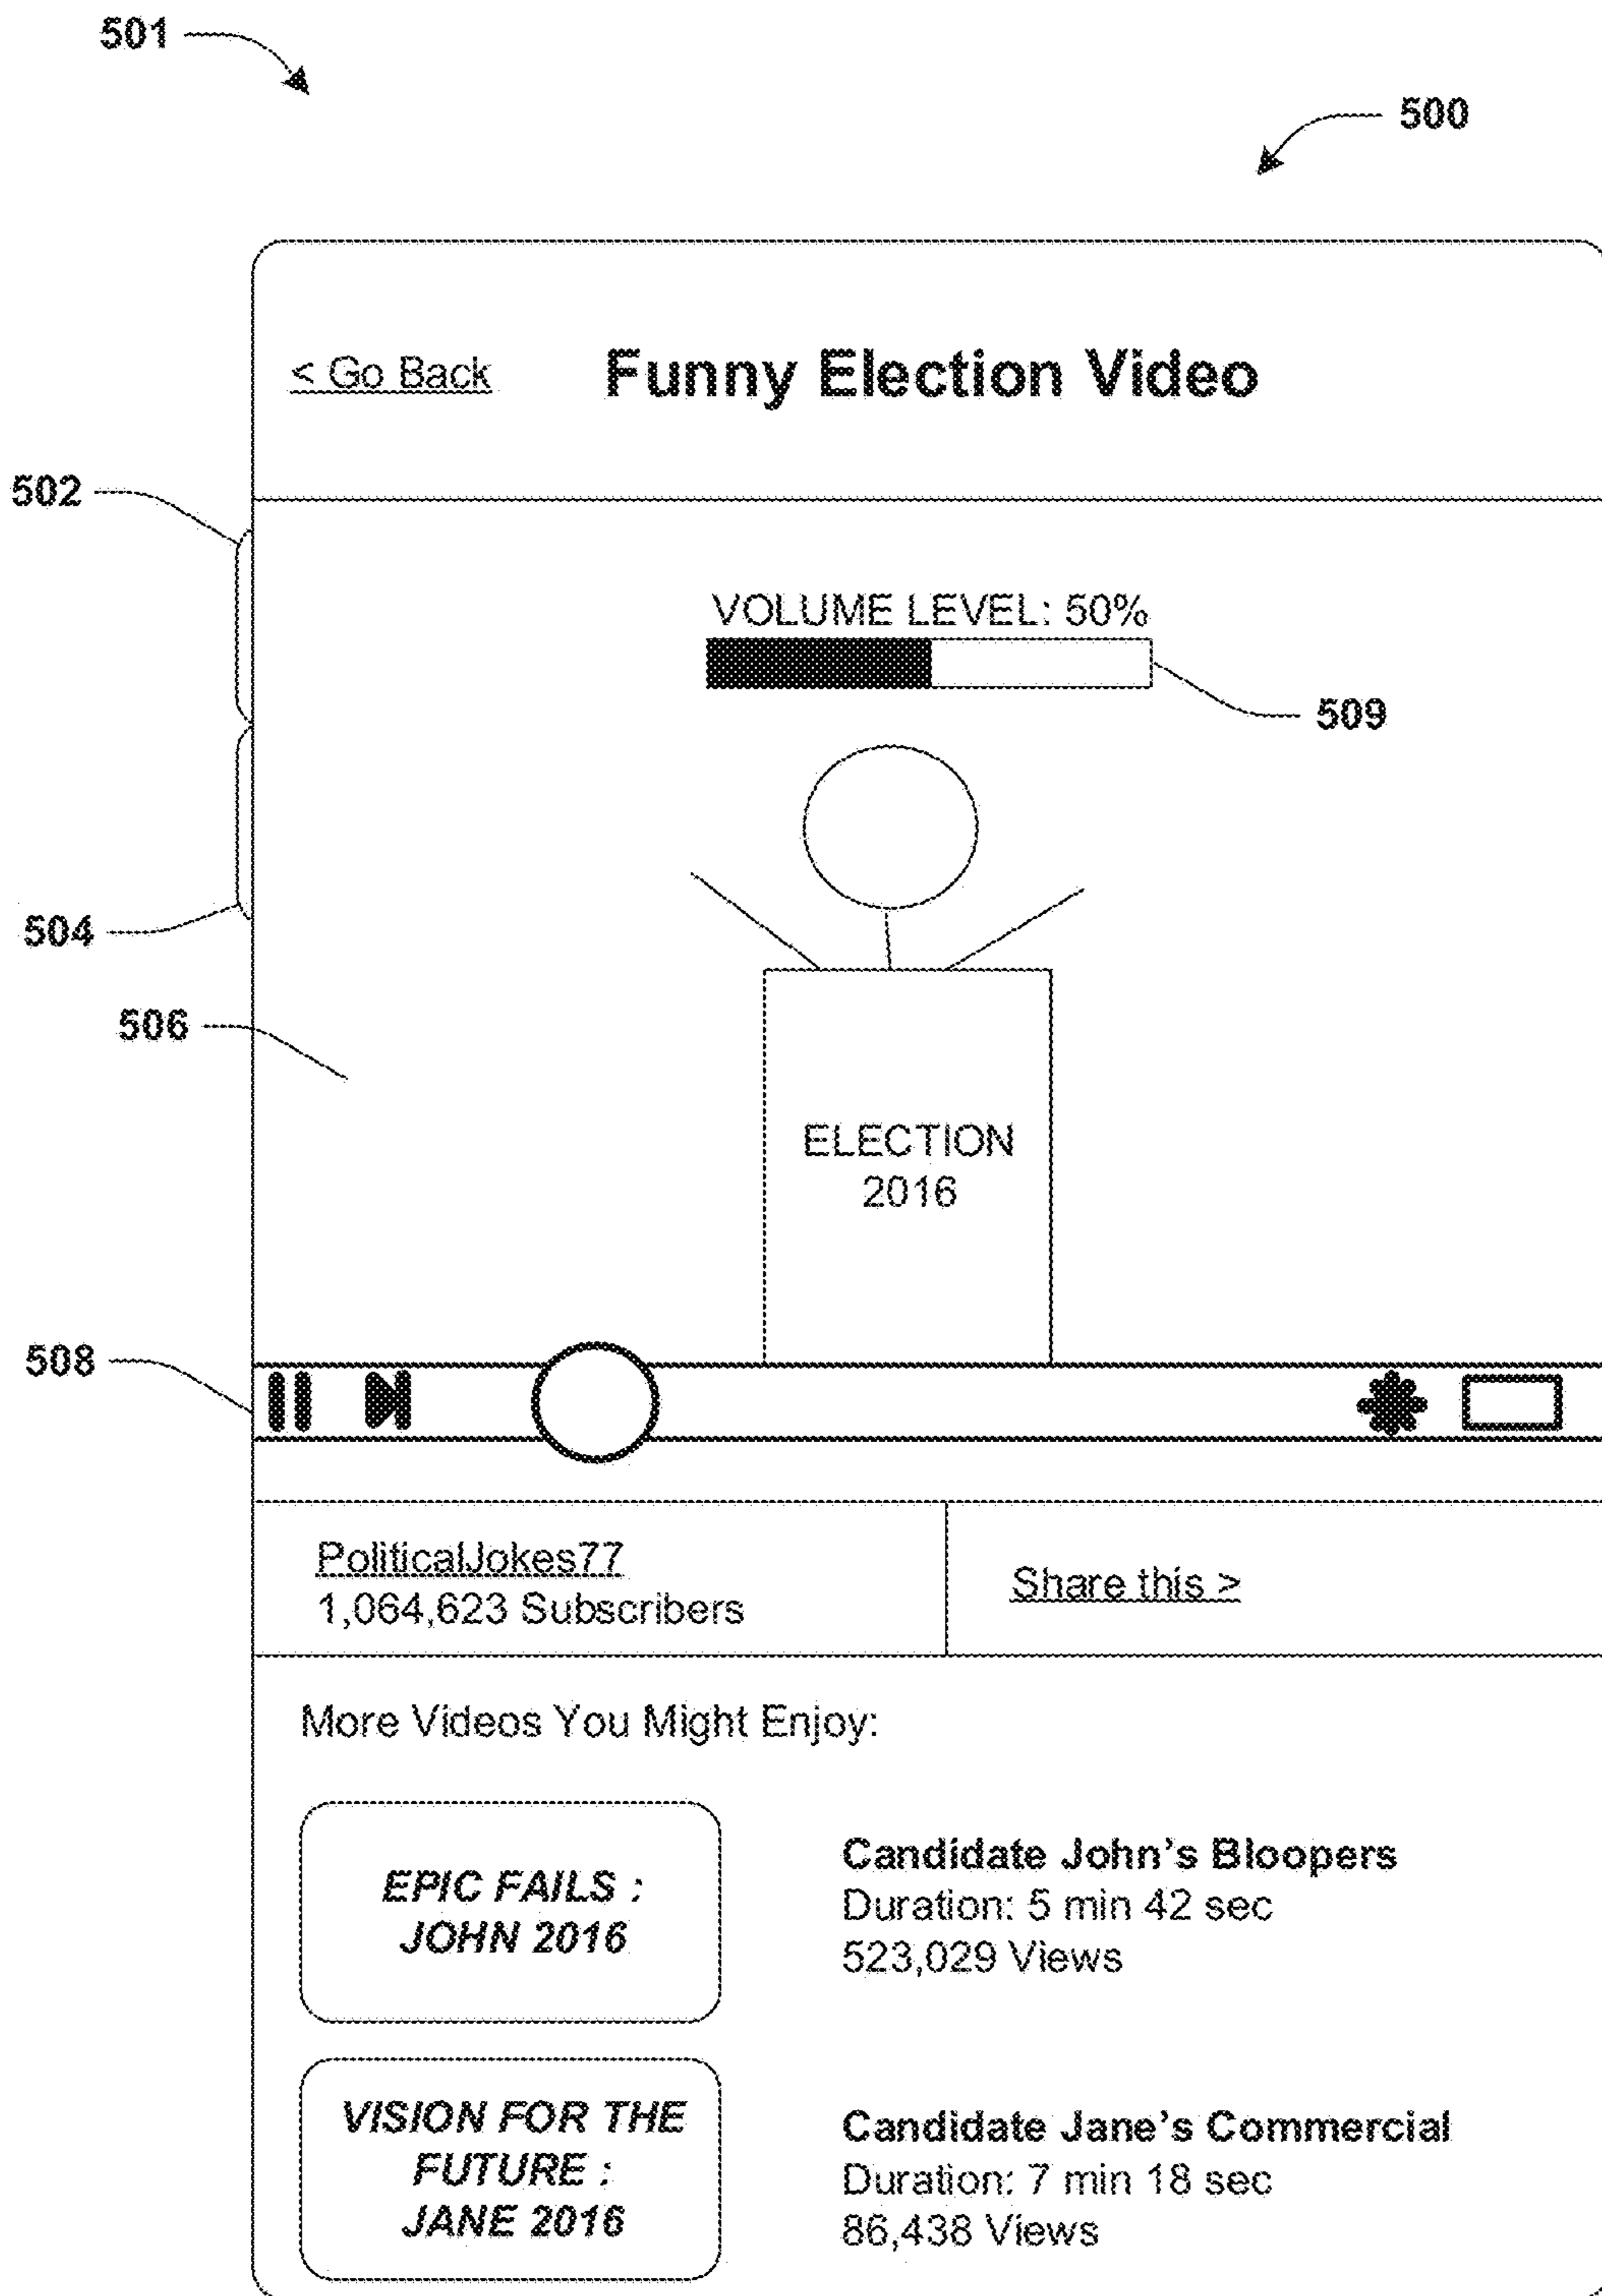 501
500
< Go Back
Funny Election Video
502
VOLUME LEVEL: 50%
509
504
506
ELECTION
2016
508
PoliticalJokes77
1,064,623 Subscribers
Share this >
More Videos You Might Enjoy:
EPIC FAILS :
JOHN 2016
Candidate John's Bloopers
Duration: 5 min 42 sec
523,029 Views
VISION FOR THE
FUTURE :
JANE 2016
Candidate Jane's Commercial
Duration: 7 min 18 sec
86,438 Views